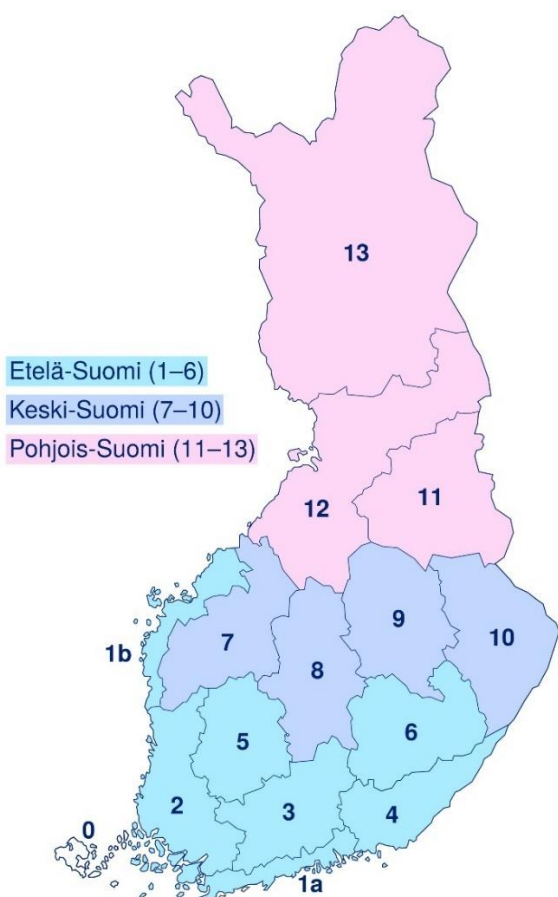 13
Etelä-Suomi (1–6)
Keski-Suomi (7–10)
Pohjois-Suomi (11–13)
12
11
1b
7
8
9
10
5
6
2
3
4
0
1a